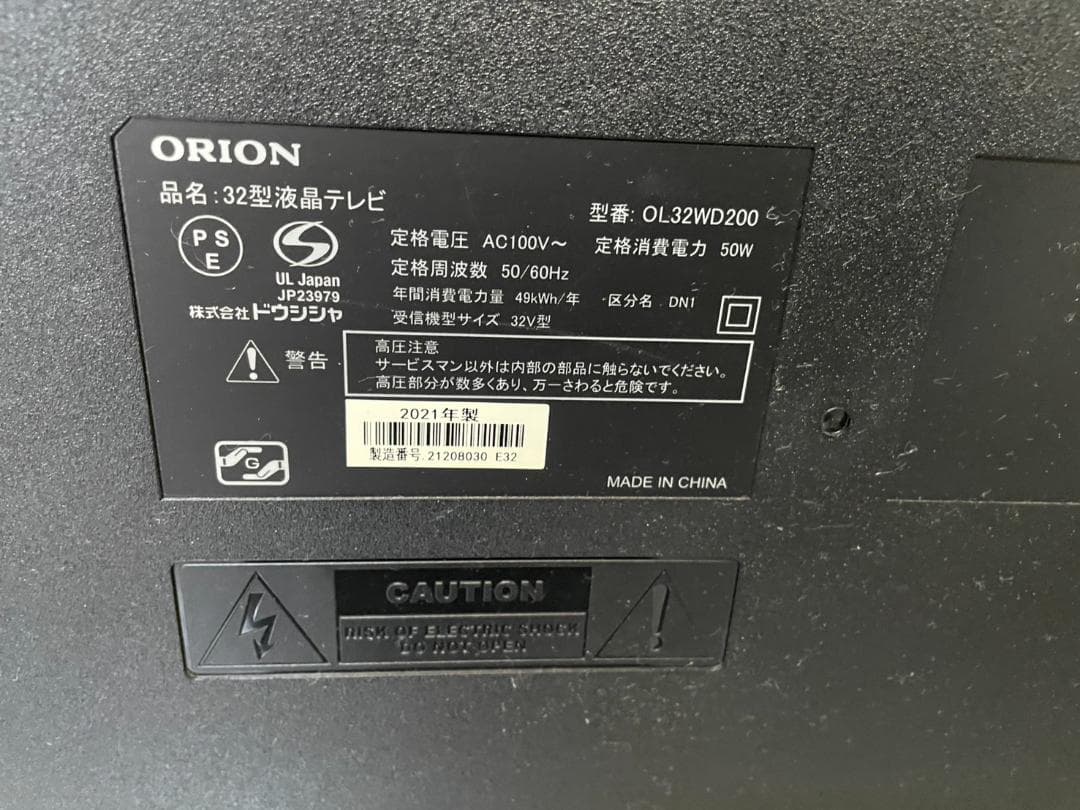 ORION
品名:32型液晶テレビ
型番: OL32WD200
PS
E
UL Japan
JP23979
株式会社ドウシシャ
定格電圧 AC100V～ 定格消費電力 50W
定格周波数 50/60Hz
年間消費電力量 49kWh/年 区分名 DN1
受信機型サイズ 32V型
警告
高圧注意
サービスマン以外は内部の部品に触らないでください。
高圧部分が数多くあり、万一さわると危険です。
2021年製
製造番号.21208030 E32
G
MADE IN CHINA
CAUTION
RISK OF ELECTRIC SHOCK
DO NOT OPEN